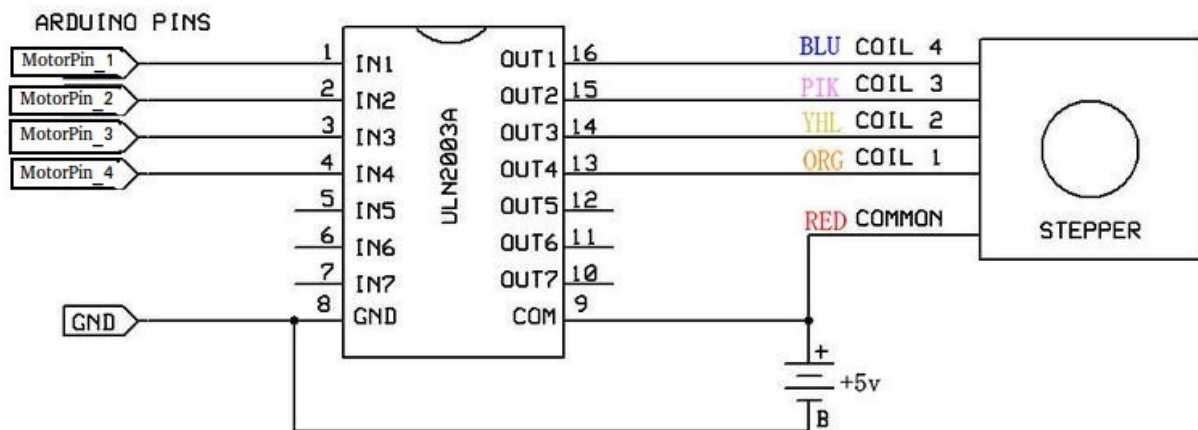 ARDUINO PINS
MotorPin_1
MotorPin_2
MotorPin_3
MotorPin_4
GND
1
2
3
4
5
6
7
8
IN1
IN2
IN3
IN4
IN5
IN6
IN7
GND
ULN2003A
OUT1
OUT2
OUT3
OUT4
OUT5
OUT6
OUT7
COM
16
15
14
13
12
11
10
9
BLU COIL 4
PIK COIL 3
YHL COIL 2
ORG COIL 1
RED COMMON
STEPPER
+
+5v
B